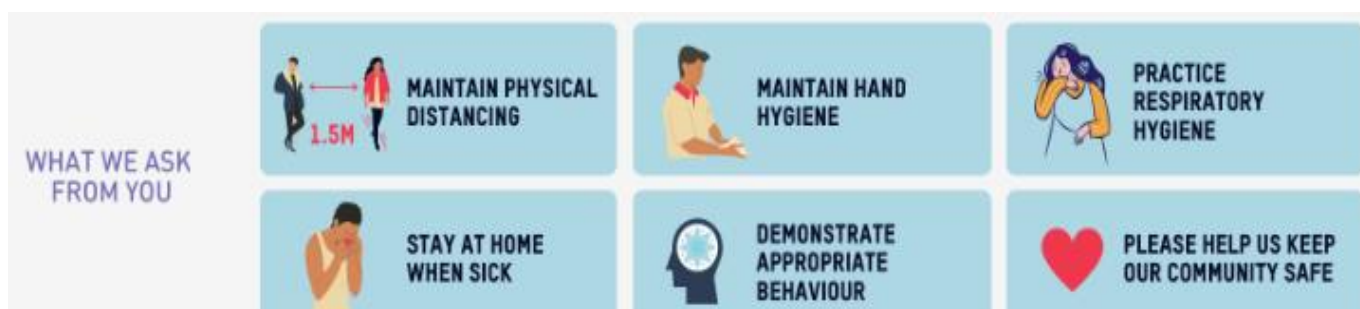 WHAT WE ASK
FROM YOU
1.5M
MAINTAIN PHYSICAL
DISTANCING
MAINTAIN HAND
HYGIENE
PRACTICE
RESPIRATORY
HYGIENE
STAY AT HOME
WHEN SICK
DEMONSTRATE
APPROPRIATE
BEHAVIOUR
PLEASE HELP US KEEP
OUR COMMUNITY SAFE